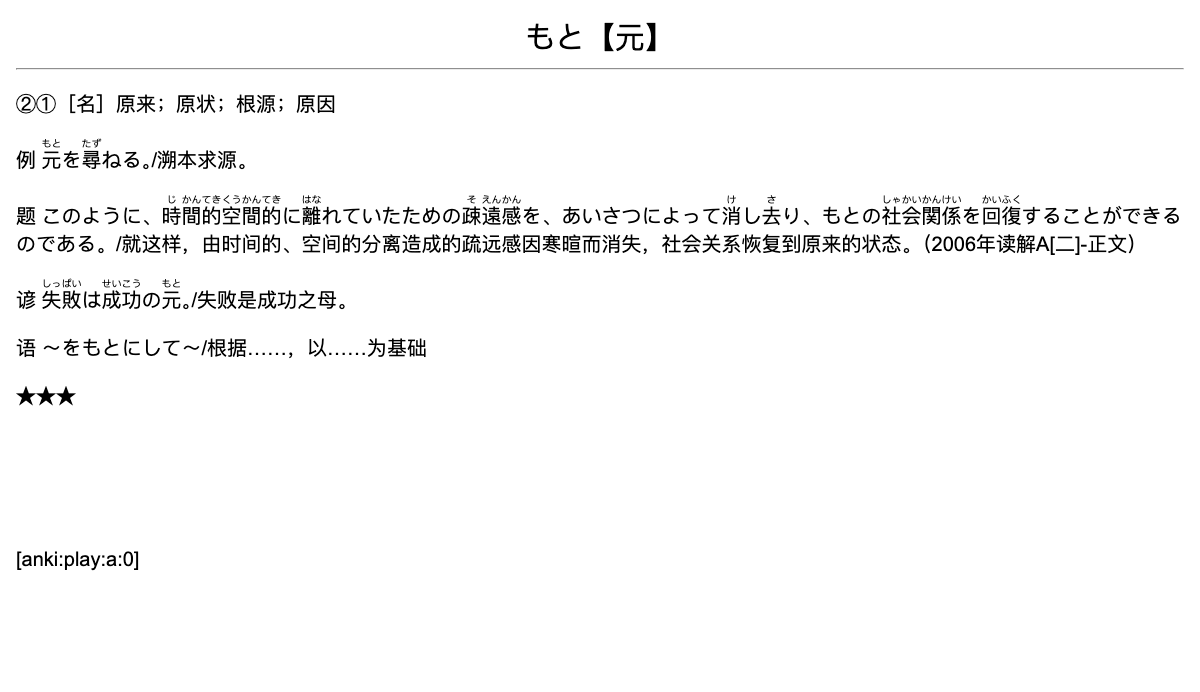 もと【元】
②①［名］原来；原状；根源；原因
もと たず
例 元を尋ねる。/溯本求源。
じ かんてきくうかんてき はな そ えんかん け さ しゃかいかんけい かいふく
题 このように、時間的空間的に離れていたための疎遠感を、あいさつによって消し去り、もとの社会関係を回復することができる
のである。/就这样，由时间的、空间的分离造成的疏远感因寒暄而消失，社会关系恢复到原来的状态。（2006年读解A[二]-正文）
しっぱい せいこう もと
谚 失敗は成功の元。/失败是成功之母。
语 ～をもとにして～/根据……，以……为基础
★★★
[anki:play:a:0]